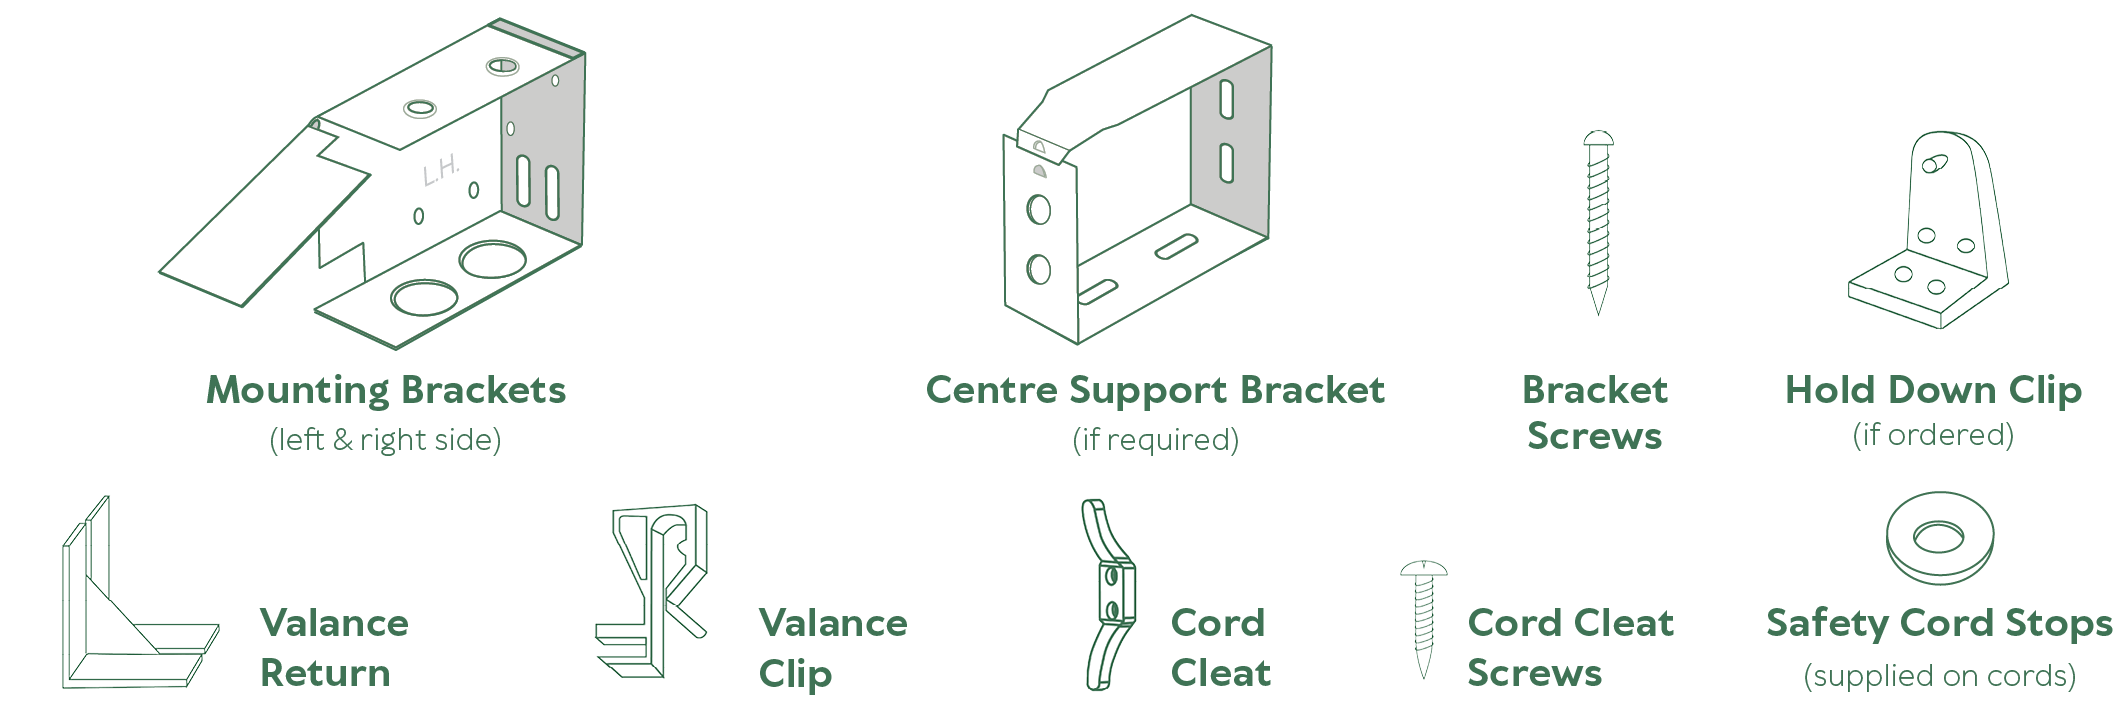 L.H.
Mounting Brackets
(left & right side)
Centre Support Bracket
(if required)
Bracket
Screws
Hold Down Clip
(if ordered)
Valance
Return
Valance
Clip
Cord
Cleat
Cord Cleat
Screws
Safety Cord Stops
(supplied on cords)